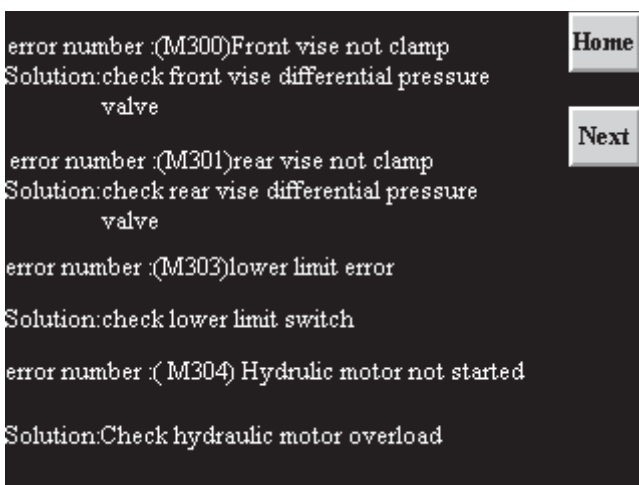 error number :(M300)Front vise not clamp
Home
Solution:check front vise differential pressure
valve
Next
error number :(M301)rear vise not clamp
Solution:check rear vise differential pressure
valve
error number :(M303)lower limit error
Solution:check lower limit switch
error number :( M304) Hydrulic motor not started
Solution:Check hydraulic motor overload